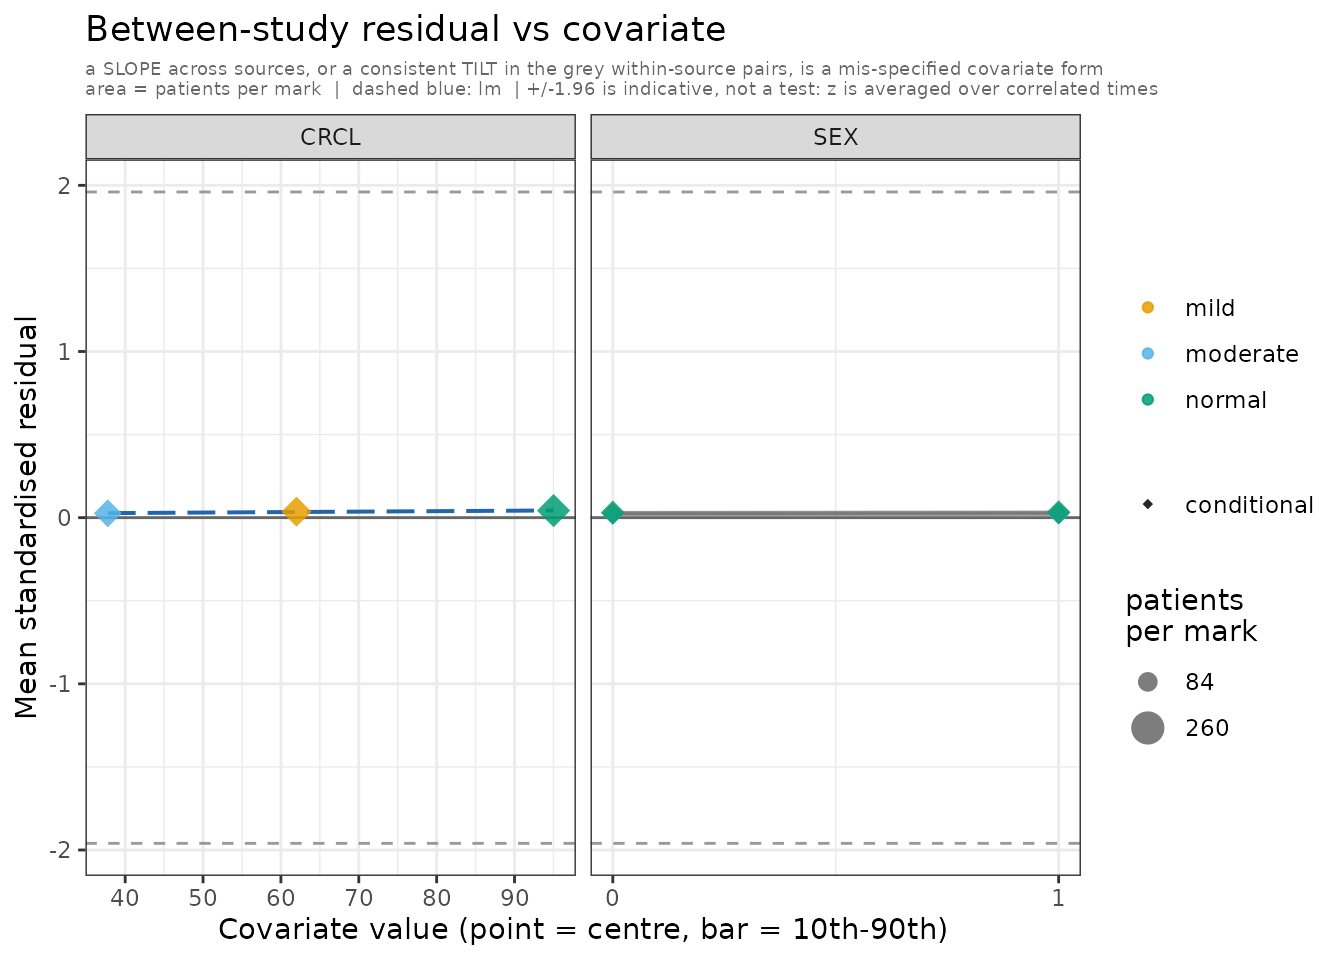 Between-study residual vs covariate
a SLOPE across sources, or a consistent TILT in the grey within-source pairs, is a mis-specified covariate form
area = patients per mark | dashed blue: lm | +/-1.96 is indicative, not a test: z is averaged over correlated times
CRCL
SEX
Mean standardised residual
2
1
0
-1
-2
40 50 60 70 80 90
0 1
Covariate value (point = centre, bar = 10th-90th)
mild
moderate
normal
conditional
patients
per mark
84
260